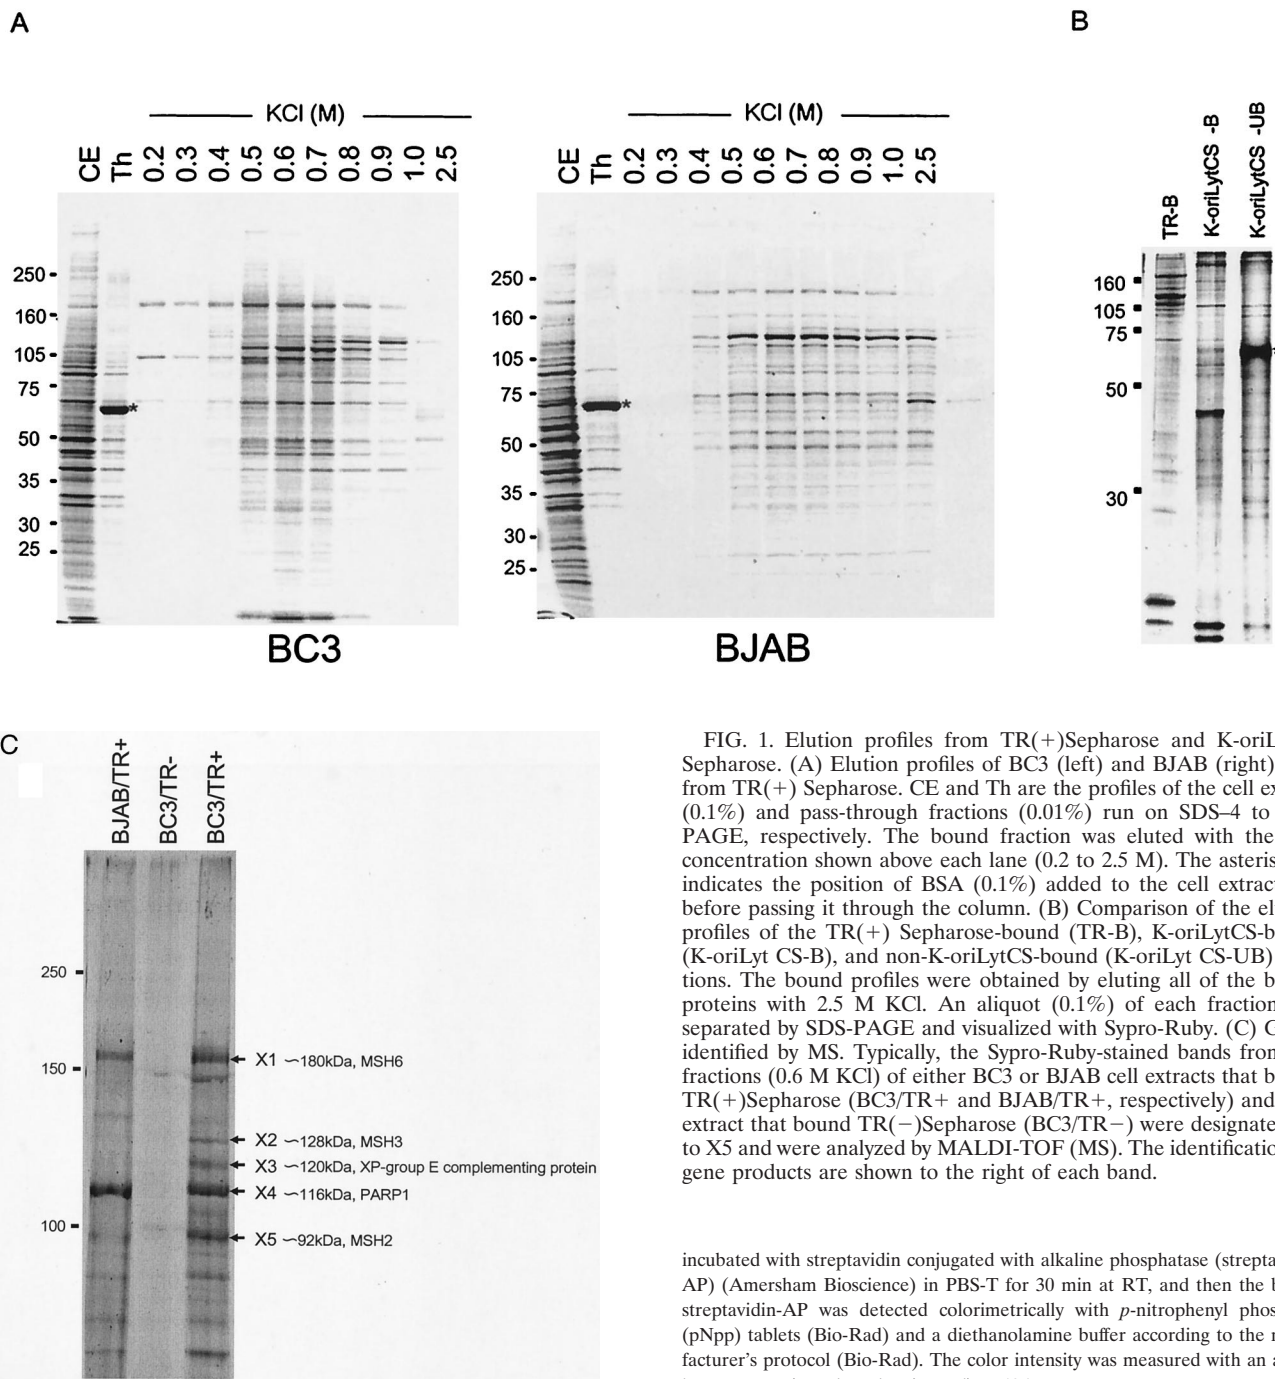 A
B
KCl (M)
CE Th 0.2 0.3 0.4 0.5 0.6 0.7 0.8 0.9 1.0 2.5
250
160
105
75
50
35
30
25
*
BC3
KCl (M)
CE Th 0.2 0.3 0.4 0.5 0.6 0.7 0.8 0.9 1.0 2.5
250
160
105
75
50
35
30
25
*
BJAB
TR-B
K-oriLytCS -B
K-oriLytCS -UB
160
105
75
50
30
C
BJAB/TR+
BC3/TR-
BC3/TR+
250
150
100
X1 ~180kDa, MSH6
X2 ~128kDa, MSH3
X3 ~120kDa, XP-group E complementing protein
X4 ~116kDa, PARP1
X5 ~92kDa, MSH2
FIG. 1. Elution profiles from TR(+)Sepharose and K-oriL
Sepharose. (A) Elution profiles of BC3 (left) and BJAB (right)
from TR(+) Sepharose. CE and Th are the profiles of the cell ex
(0.1%) and pass-through fractions (0.01%) run on SDS–4 to
PAGE, respectively. The bound fraction was eluted with the
concentration shown above each lane (0.2 to 2.5 M). The asteris
indicates the position of BSA (0.1%) added to the cell extract
before passing it through the column. (B) Comparison of the el
profiles of the TR(+) Sepharose-bound (TR-B), K-oriLytCS-b
(K-oriLyt CS-B), and non-K-oriLytCS-bound (K-oriLyt CS-UB)
tions. The bound profiles were obtained by eluting all of the b
proteins with 2.5 M KCl. An aliquot (0.1%) of each fraction
separated by SDS-PAGE and visualized with Sypro-Ruby. (C) G
identified by MS. Typically, the Sypro-Ruby-stained bands from
fractions (0.6 M KCl) of either BC3 or BJAB cell extracts that b
TR(+)Sepharose (BC3/TR+ and BJAB/TR+, respectively) and
extract that bound TR(−)Sepharose (BC3/TR−) were designate
to X5 and were analyzed by MALDI-TOF (MS). The identificatio
gene products are shown to the right of each band.
incubated with streptavidin conjugated with alkaline phosphatase (strepta
AP) (Amersham Bioscience) in PBS-T for 30 min at RT, and then the b
streptavidin-AP was detected colorimetrically with p-nitrophenyl phos
(pNpp) tablets (Bio-Rad) and a diethanolamine buffer according to the m
facturer's protocol (Bio-Rad). The color intensity was measured with an a